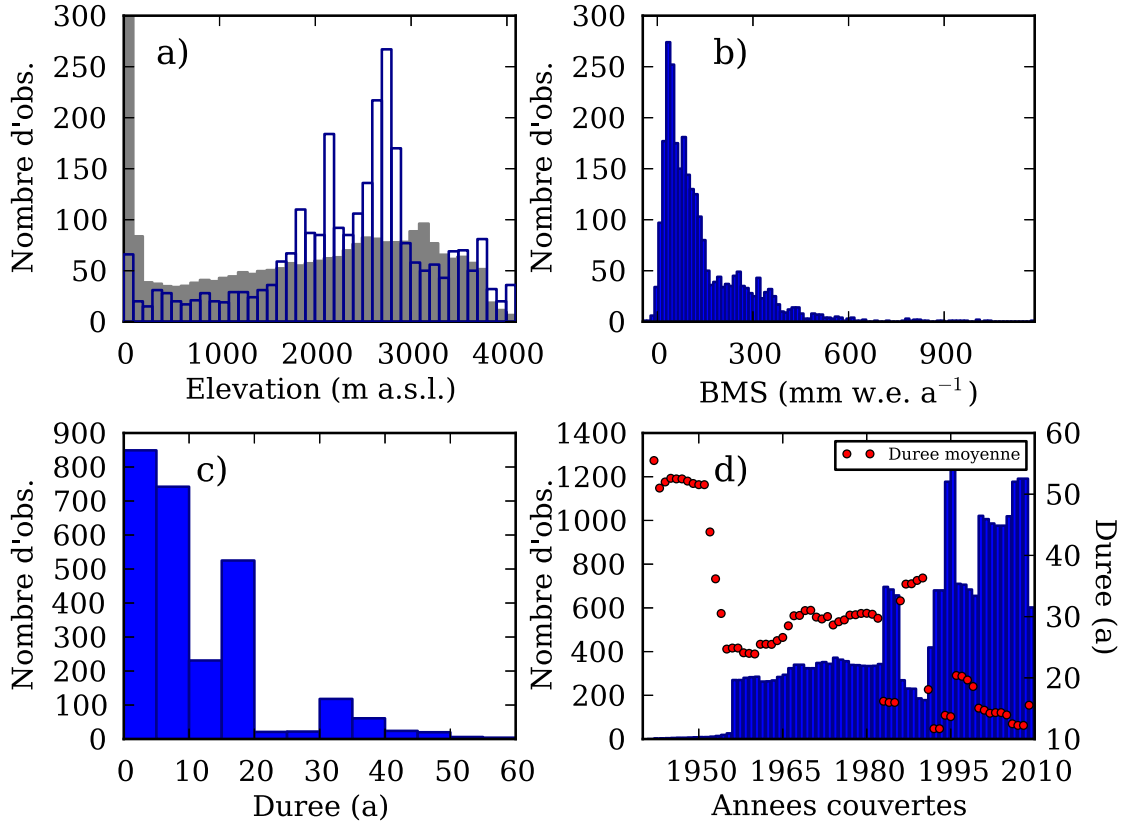 300
250
200
150
100
50
0
Nombre d'obs.
a)
0 1000 2000 3000 4000
Elevation (m a.s.l.)
300
250
200
150
100
50
0
Nombre d'obs.
b)
0 300 600 900
BMS (mm w.e. a⁻¹)
900
800
700
600
500
400
300
200
100
0
Nombre d'obs.
c)
0 10 20 30 40 50 60
Duree (a)
1400
1200
1000
800
600
400
200
0
Nombre d'obs.
d)
Duree moyenne
60
50
40
30
20
10
Duree (a)
1950 1965 1980 1995 2010
Annees couvertes